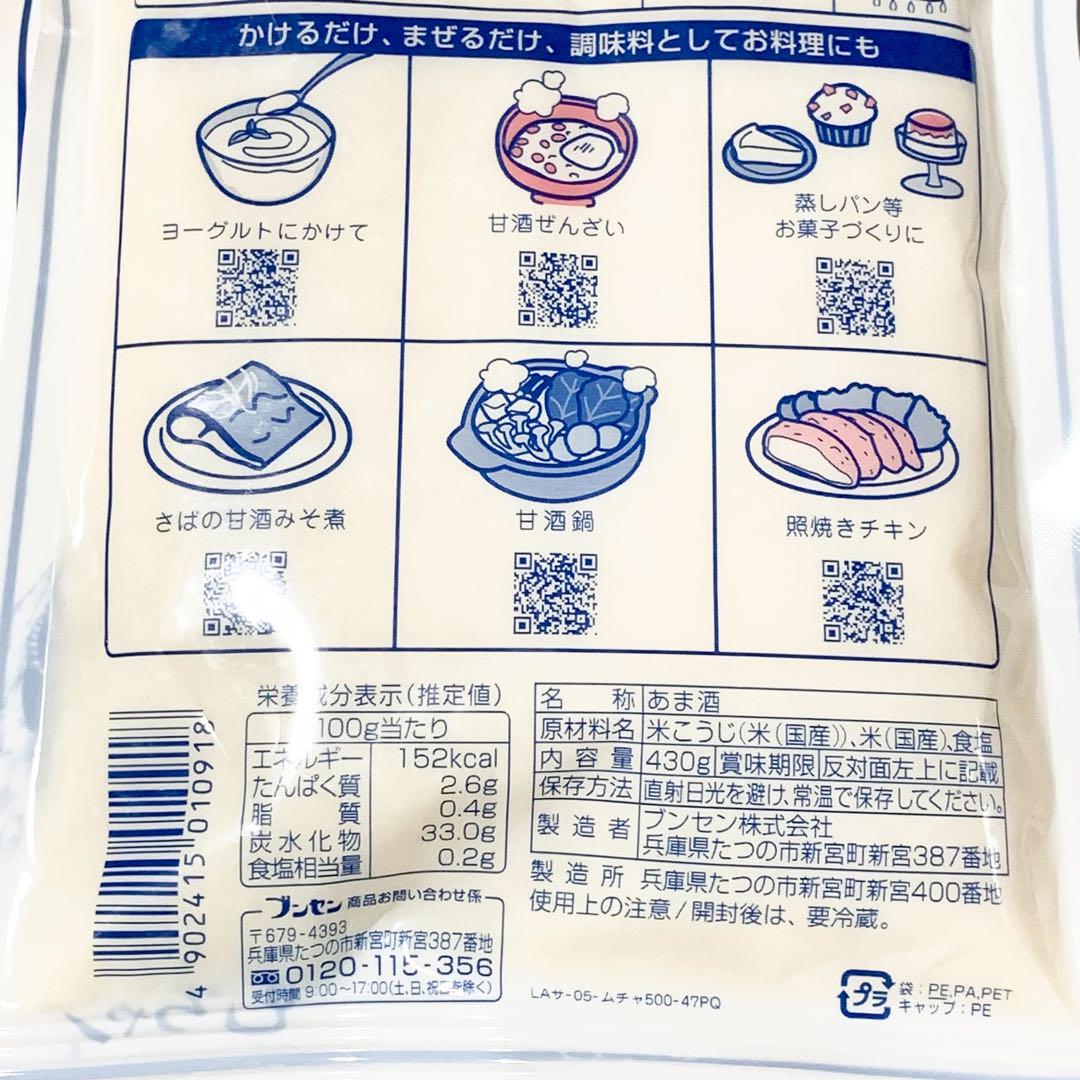 かけるだけ、まぜるだけ、調味料としてお料理にも
ヨーグルトにかけて
甘酒ぜんざい
蒸しパン等
お菓子づくりに
さばの甘酒みそ煮
甘酒鍋
照焼きチキン
栄養成分表示(推定値)
100g当たり
エネルギー 152kcal
たんぱく質 2.6g
脂質 0.4g
炭水化物 33.0g
食塩相当量 0.2g
名称 あま酒
原材料名 米こうじ(米(国産))、米(国産)、食塩
内容量 430g 賞味期限 反対面左上に記載
保存方法 直射日光を避け、常温で保存してください。
製造者 ブンセン株式会社
兵庫県たつの市新宮町新宮387番地
製造所 兵庫県たつの市新宮町新宮400番地
使用上の注意/開封後は、要冷蔵。
ブンセン 商品お問い合わせ係
〒679-4393
兵庫県たつの市新宮町新宮387番地
0120-115-356
受付時間 9:00〜17:00(土、日、祝日を除く)
4902415010918
LAサ-05-ムチャ500-47PQ
プラ
袋:PE,PA,PET
キャップ:PE